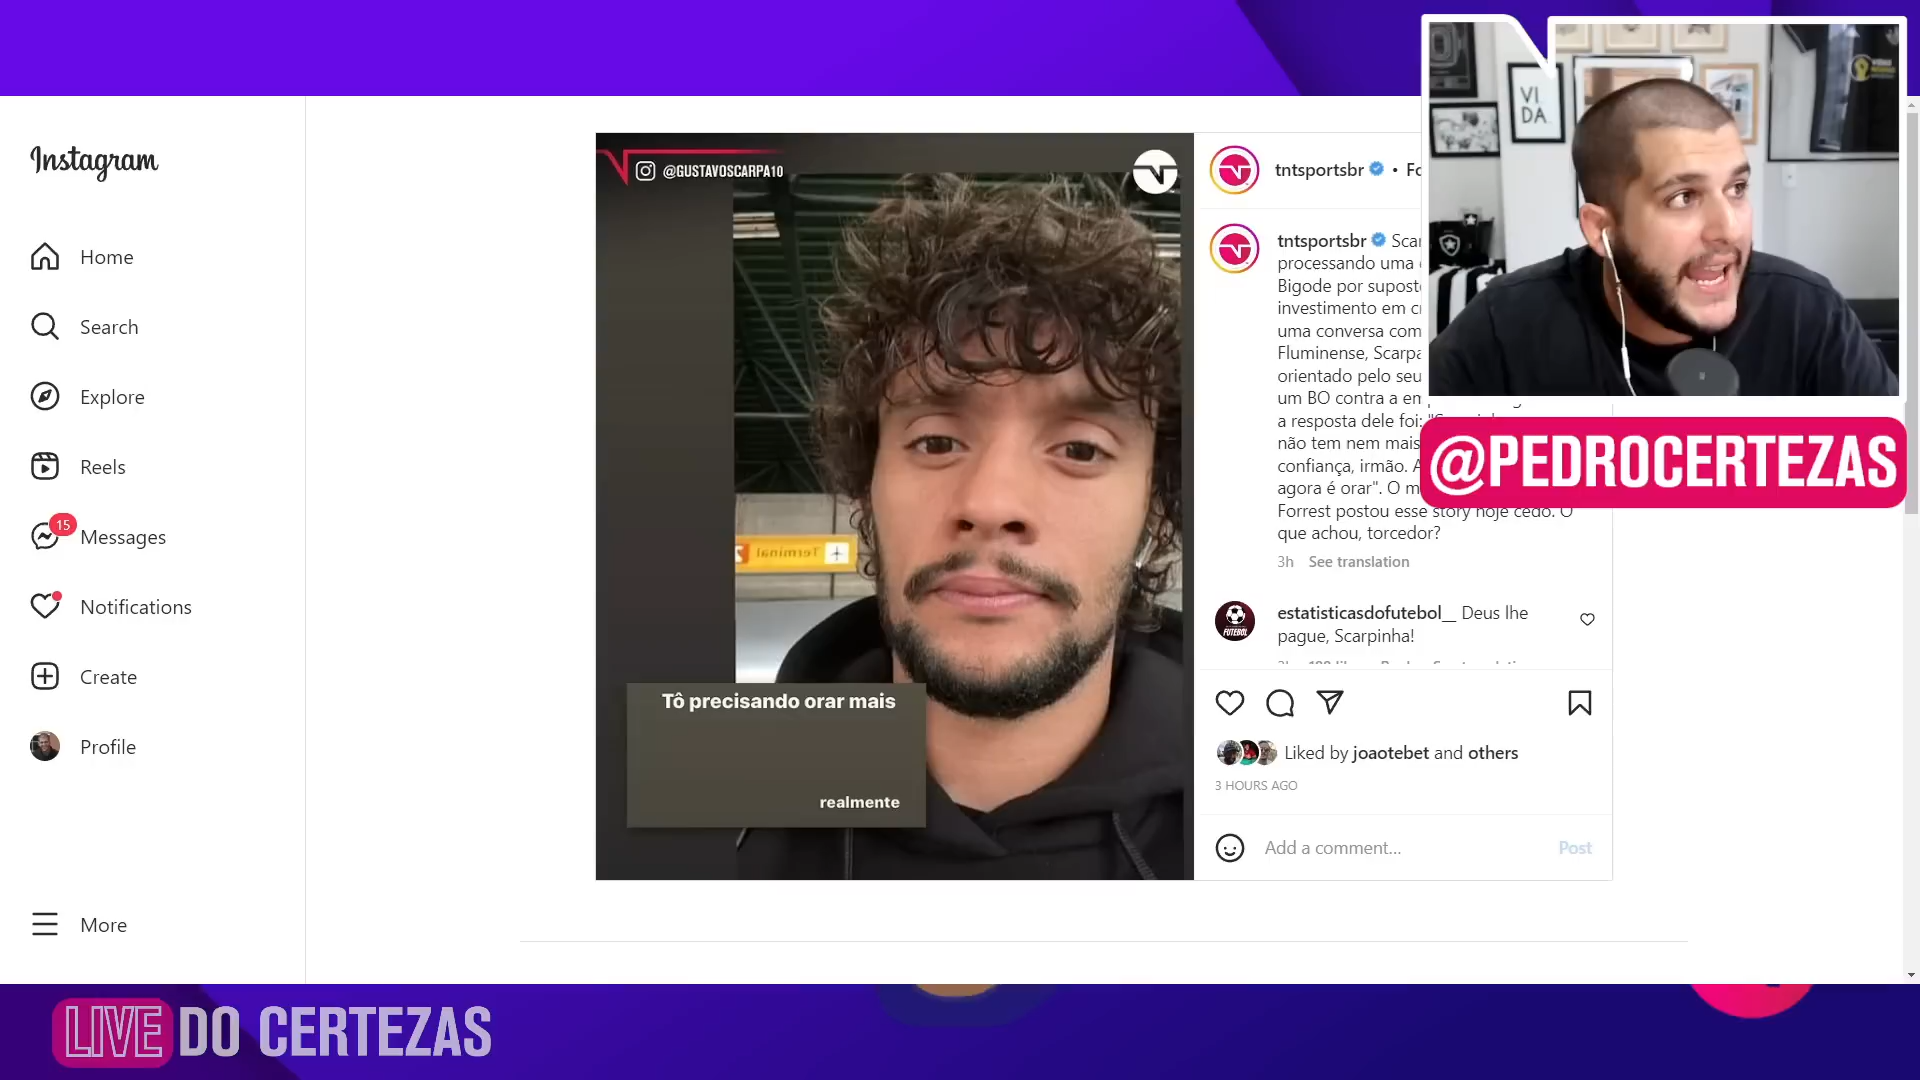 Instagram
Home
Search
Explore
Reels
15
Messages
Notifications
Create
Profile
More
@GUSTAVOSCARPA10
Terminal
Tô precisando orar mais
realmente
tntsportsbr • Fo
tntsportsbr Scar
processando uma
Bigode por supost
investimento em c
uma conversa com
Fluminense, Scarpa
orientado pelo seu
um BO contra a em
a resposta dele foi:
não tem nem mais
confiança, irmão. A
agora é orar". O m
Forrest postou esse story hoje cedo. O
que achou, torcedor?
3h See translation
estatisticasdofutebol__ Deus lhe
pague, Scarpinha!
FUTEBOL
Liked by joaotebet and others
3 HOURS AGO
Add a comment...
Post
VI
DA
@PEDROCERTEZAS
LIVE DO CERTEZAS